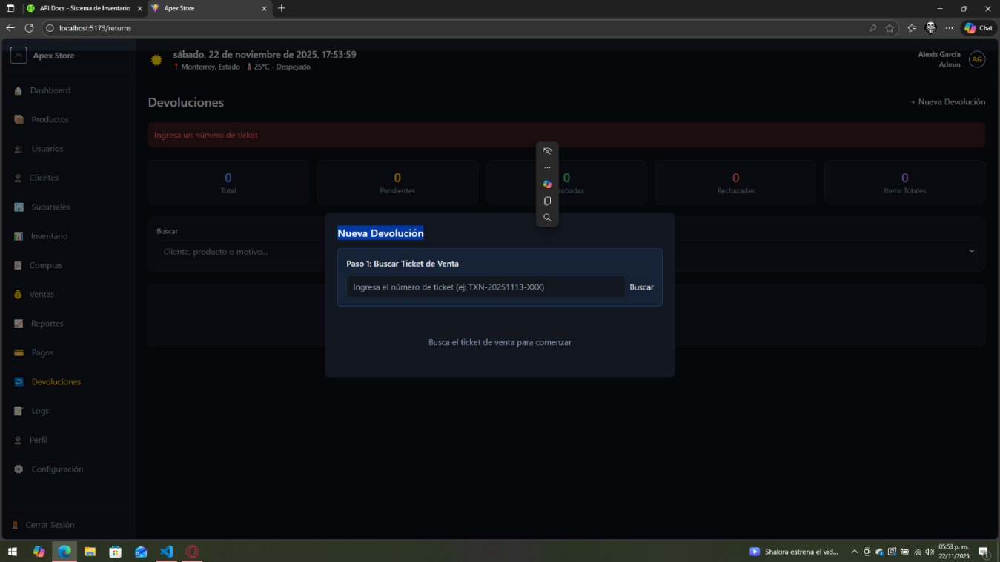 API Docs - Sistema de Inventario
Apex Store
localhost:5173/returns
Chat
Apex Store
sábado, 22 de noviembre de 2025, 17:53:59
Monterrey, Estado 25°C - Despejado
Alexis García
Admin
AG
Dashboard
Productos
Usuarios
Clientes
Sucursales
Inventario
Compras
Ventas
Reportes
Pagos
Devoluciones
Logs
Perfil
Configuración
Cerrar Sesión
Devoluciones
+ Nueva Devolución
Ingresa un número de ticket
0
Total
0
Pendientes
0
robadas
0
Rechazadas
0
Items Totales
Buscar
Cliente, producto o motivo...
Nueva Devolución
Paso 1: Buscar Ticket de Venta
Ingresa el número de ticket (ej: TXN-20251113-XXX)
Buscar
Busca el ticket de venta para comenzar
Shakira estrena el vid...
05:53 p. m.
22/11/2025
1